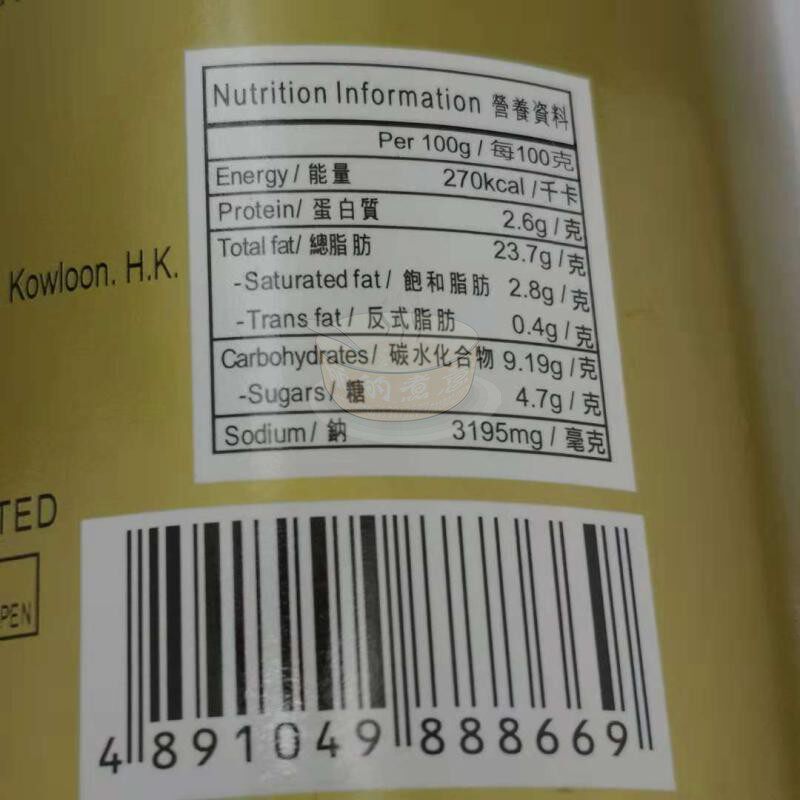 Nutrition Information 營養資料
Per 100g / 每100克
Energy / 能量 270kcal /千卡
Protein/ 蛋白質 2.6g /克
Total fat/ 總脂肪 23.7g /克
-Saturated fat / 飽和脂肪 2.8g /克
-Trans fat / 反式脂肪 0.4g /克
Carbohydrates/ 碳水化合物 9.19g /克
-Sugars/ 糖 4.7g / 克
Sodium / 鈉 3195mg / 毫克
Kowloon. H.K.
TED
PEN
4 891049 888669